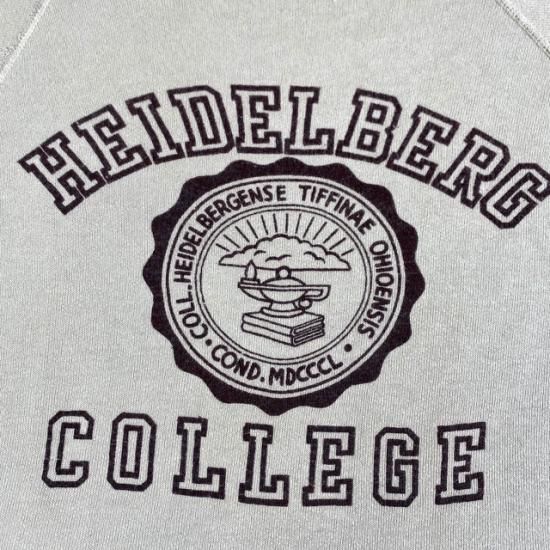 HEIDELBERG
COLL. HEIDELBERGENSE TIFFINAE OHIOENSIS
• COND. MDCCCL •
COLLEGE